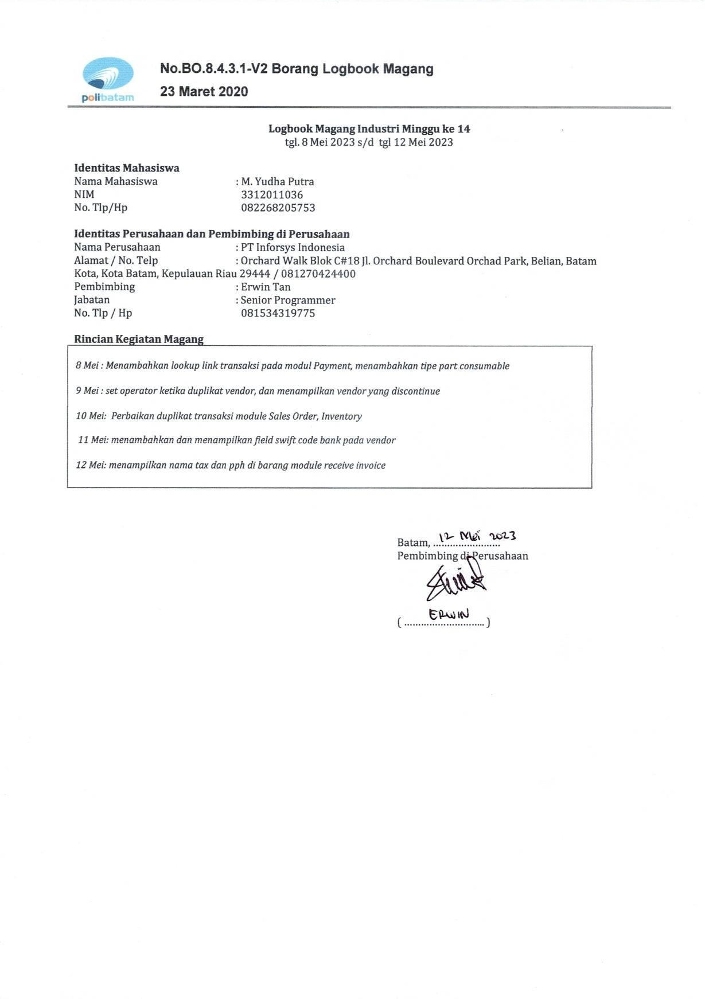 No.BO.8.4.3.1-V2 Borang Logbook Magang
23 Maret 2020
polibatam
Logbook Magang Industri Minggu ke 14
tgl. 8 Mei 2023 s/d tgl 12 Mei 2023
Identitas Mahasiswa
Nama Mahasiswa : M. Yudha Putra
NIM 3312011036
No. Tlp/Hp 082268205753
Identitas Perusahaan dan Pembimbing di Perusahaan
Nama Perusahaan : PT Inforsys Indonesia
Alamat / No. Telp : Orchard Walk Blok C#18 Jl. Orchard Boulevard Orchad Park, Belian, Batam
Kota, Kota Batam, Kepulauan Riau 29444 / 081270424400
Pembimbing : Erwin Tan
Jabatan : Senior Programmer
No. Tlp / Hp 081534319775
Rincian Kegiatan Magang
8 Mei : Menambahkan lookup link transaksi pada modul Payment, menambahkan tipe part consumable
9 Mei : set operator ketika duplikat vendor, dan menampilkan vendor yang discontinue
10 Mei: Perbaikan duplikat transaksi module Sales Order, Inventory
11 Mei: menambahkan dan menampilkan field swift code bank pada vendor
12 Mei: menampilkan nama tax dan pph di barang module receive invoice
Batam, 12 Mei 2023
Pembimbing di Perusahaan
( ERWIN )